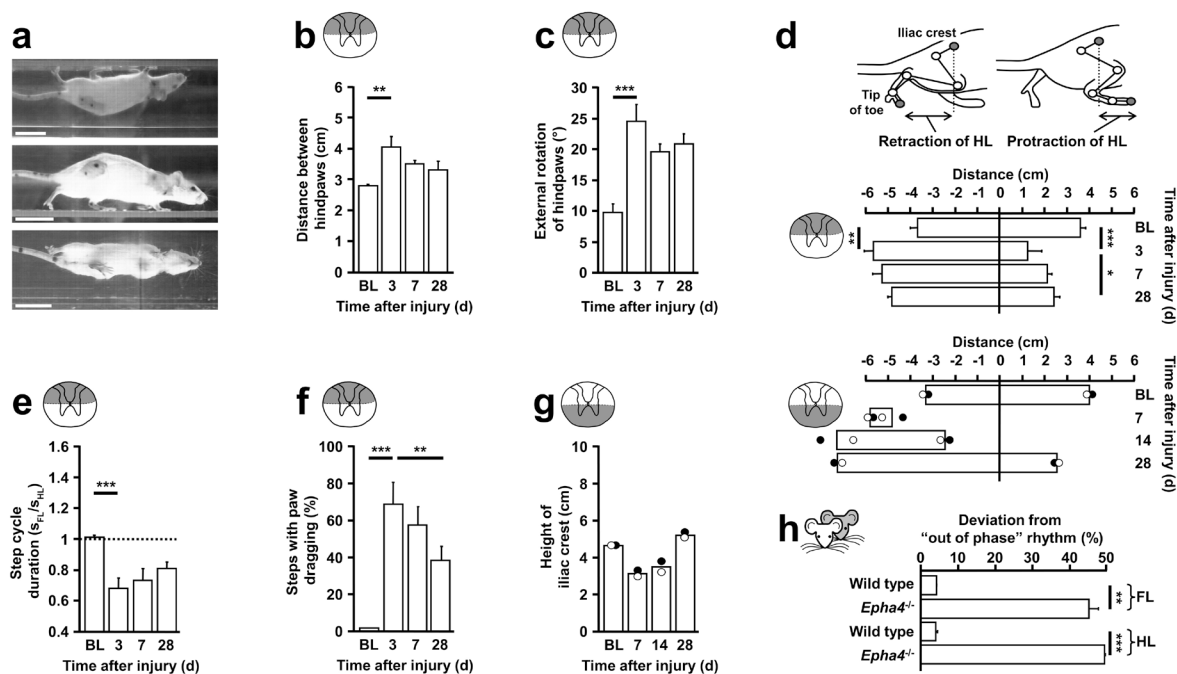 a
b
**
Distance between
hindpaws (cm)
6
5
4
3
2
1
0
BL 3 7 28
Time after injury (d)
c
***
External rotation
of hindpaws (°)
30
25
20
15
10
5
0
BL 3 7 28
Time after injury (d)
d
Iliac crest
Tip
of toe
Retraction of HL
Protraction of HL
Distance (cm)
-6 -5 -4 -3 -2 -1 0 1 2 3 4 5 6
**
***
*
BL
3
7
28
Time after injury (d)
Distance (cm)
-6 -5 -4 -3 -2 -1 0 1 2 3 4 5 6
BL
7
14
28
Time after injury (d)
e
***
Step cycle
duration (sFL/sHL)
1.6
1.4
1.2
1
0.8
0.6
0.4
BL 3 7 28
Time after injury (d)
f
*** **
Steps with paw
dragging (%)
100
80
60
40
20
0
BL 3 7 28
Time after injury (d)
g
Height of
iliac crest (cm)
10
8
6
4
2
0
BL 7 14 28
Time after injury (d)
h
Deviation from
“out of phase” rhythm (%)
0 10 20 30 40 50
Wild type
Epha4-/-
** FL
Wild type
Epha4-/-
*** HL